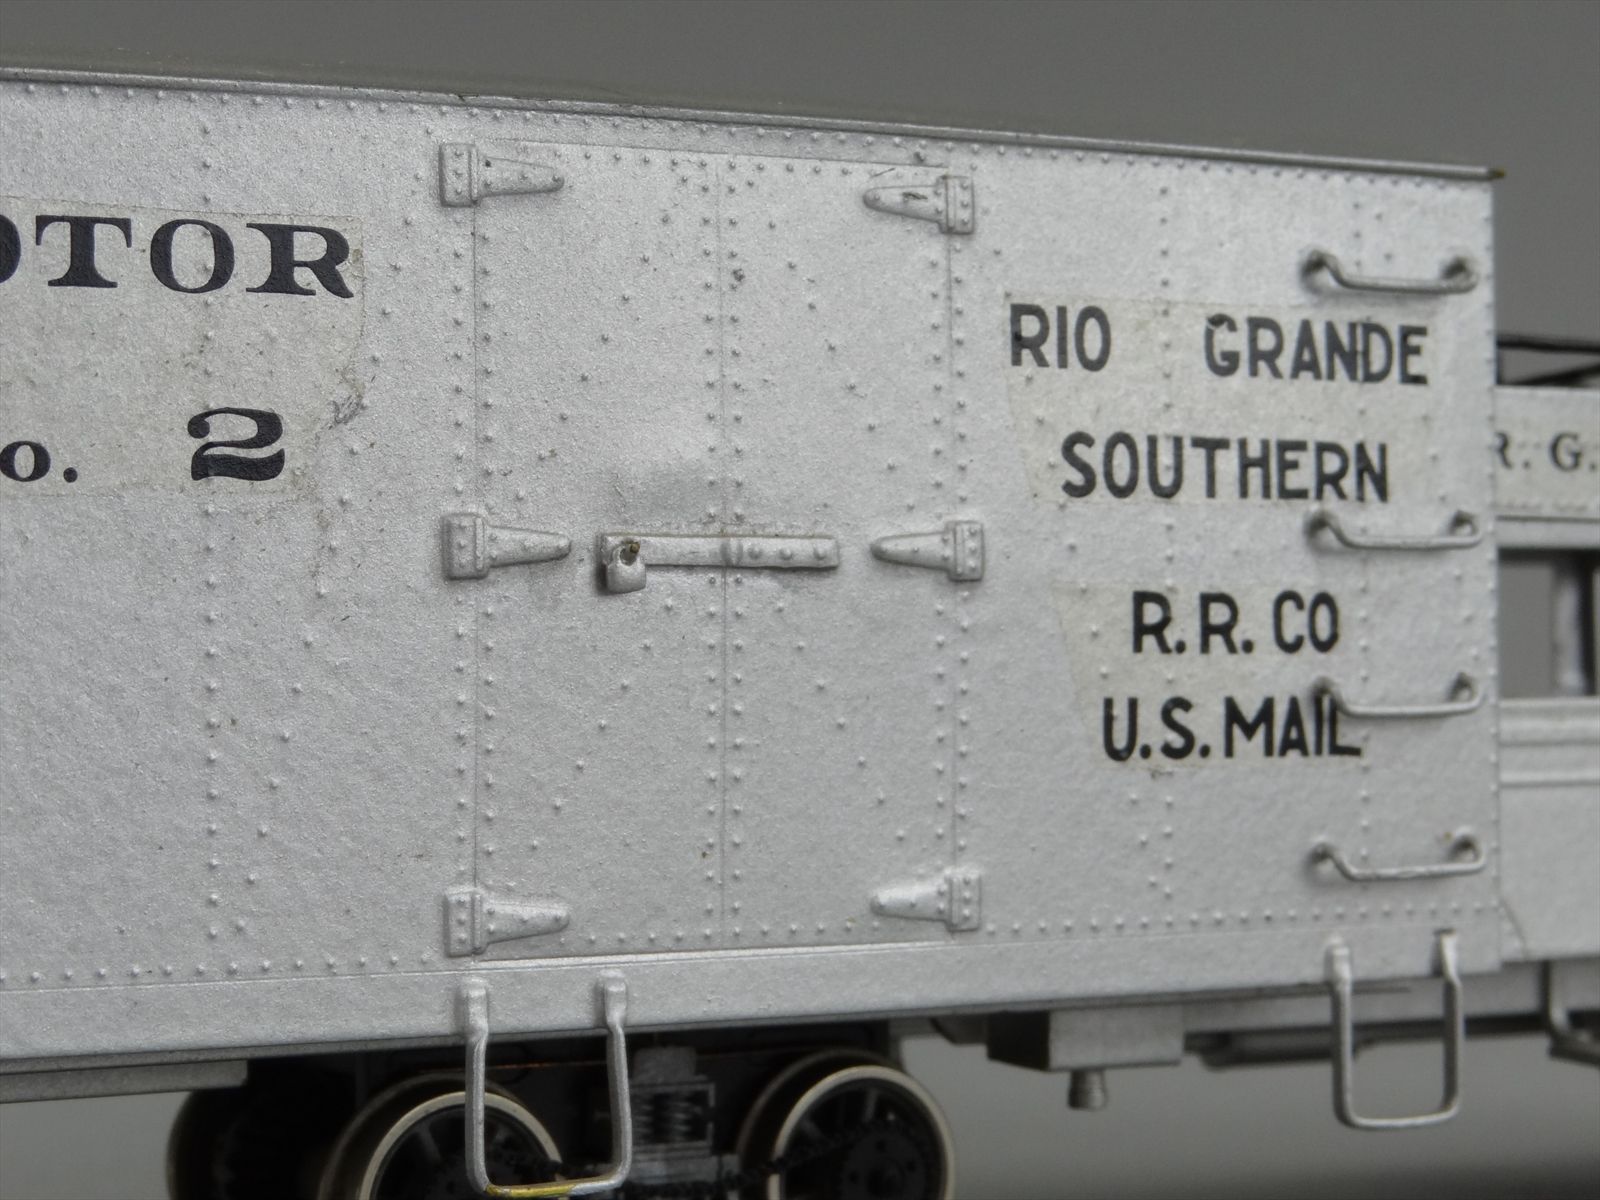 OTOR
o. 2
RIO GRANDE
SOUTHERN
R.R.CO
U.S.MAIL
R. G.